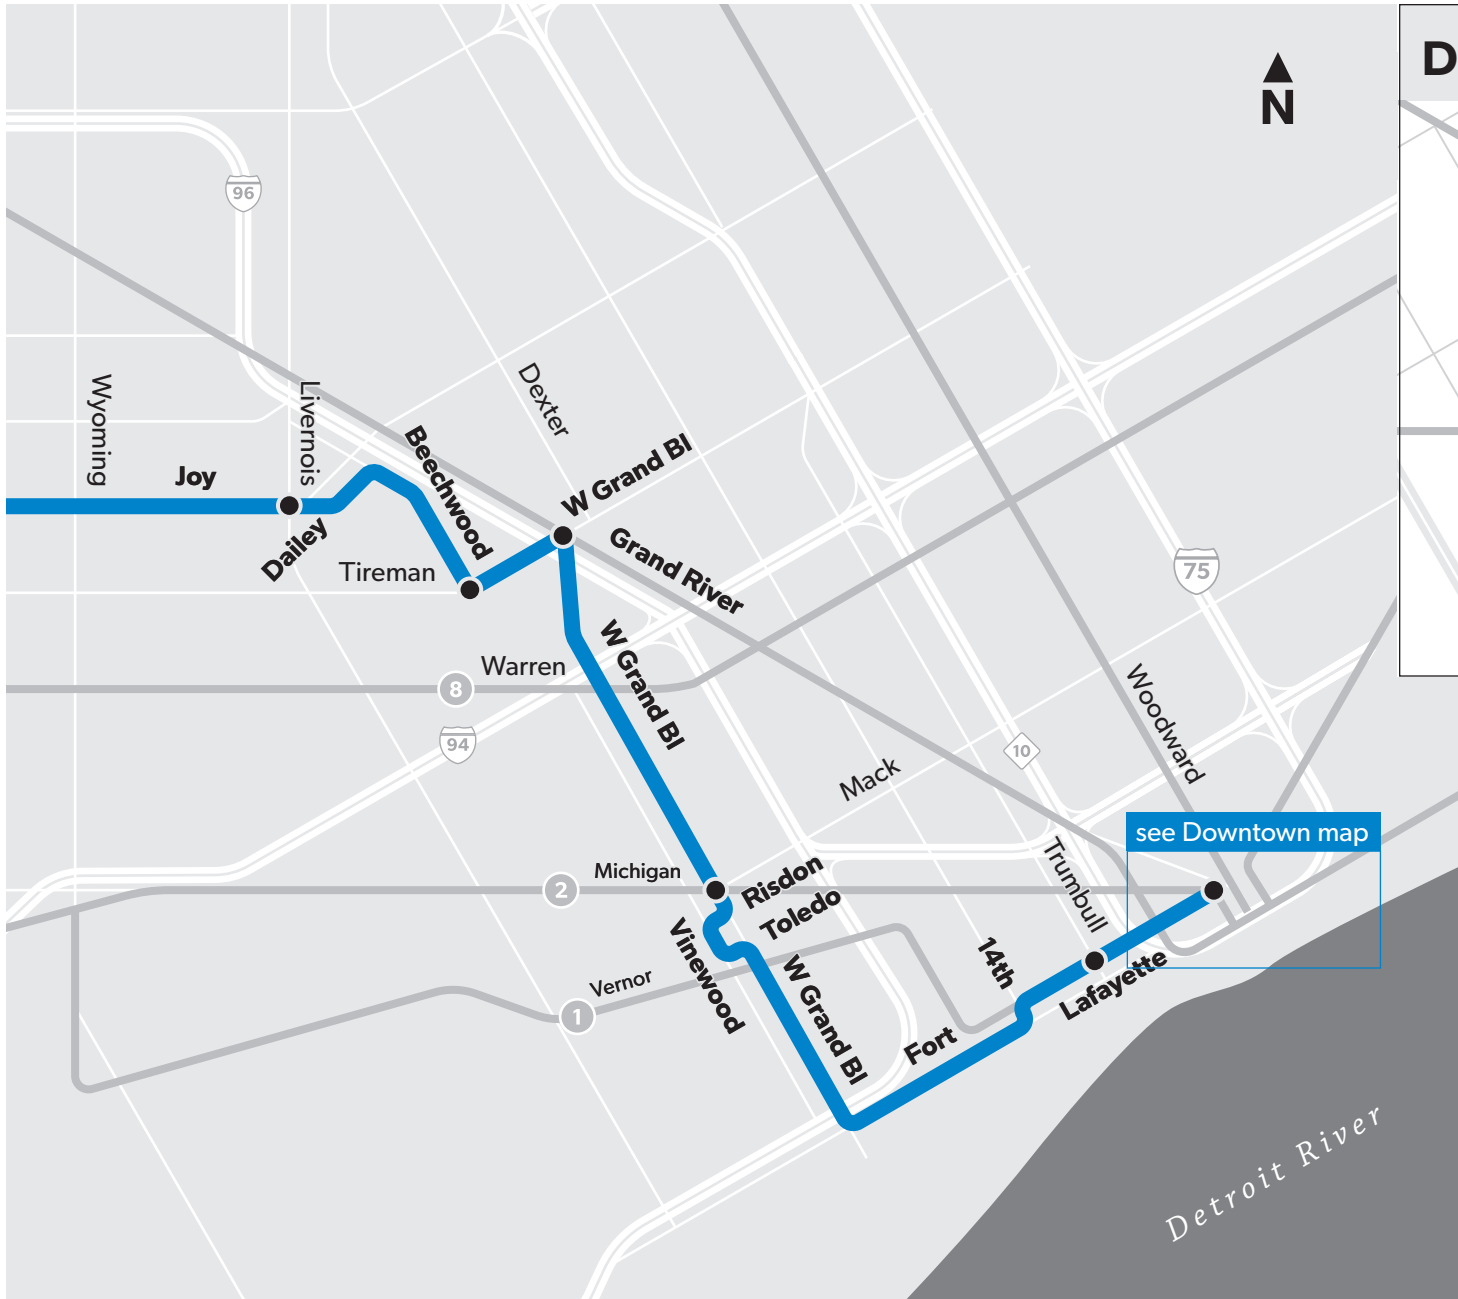 D
N
96
Wyoming
Livernois
Dexter
Joy
Beechwood
W Grand Bl
Dailey
Tireman
Grand River
75
W Grand Bl
Warren
8
94
Woodward
10
Mack
see Downtown map
Michigan
2
Risdon
Toledo
Trumbull
Vinewood
14th
Lafayette
Vernor
1
W Grand Bl
Fort
Detroit River